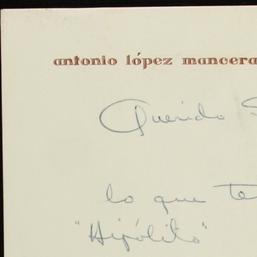 antonio lópez mancera
Querido
lo que te
"Hipólito"